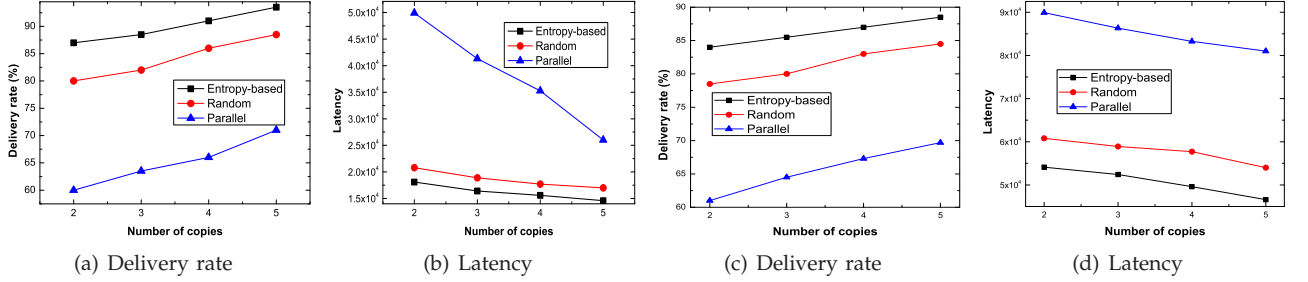 90
85
80
75
70
65
60
Delivery rate (%)
Entropy-based
Random
Parallel
2
3
4
5
Number of copies
(a) Delivery rate
5.0x10⁴
4.5x10⁴
4.0x10⁴
3.5x10⁴
3.0x10⁴
2.5x10⁴
2.0x10⁴
1.5x10⁴
Latency
Entropy-based
Random
Parallel
2
3
4
5
Number of copies
(b) Latency
90
85
80
75
70
65
60
Delivery rate (%)
Entropy-based
Random
Parallel
2
3
4
5
Number of copies
(c) Delivery rate
9x10⁴
8x10⁴
7x10⁴
6x10⁴
5x10⁴
Latency
Entropy-based
Random
Parallel
2
3
4
5
Number of copies
(d) Latency